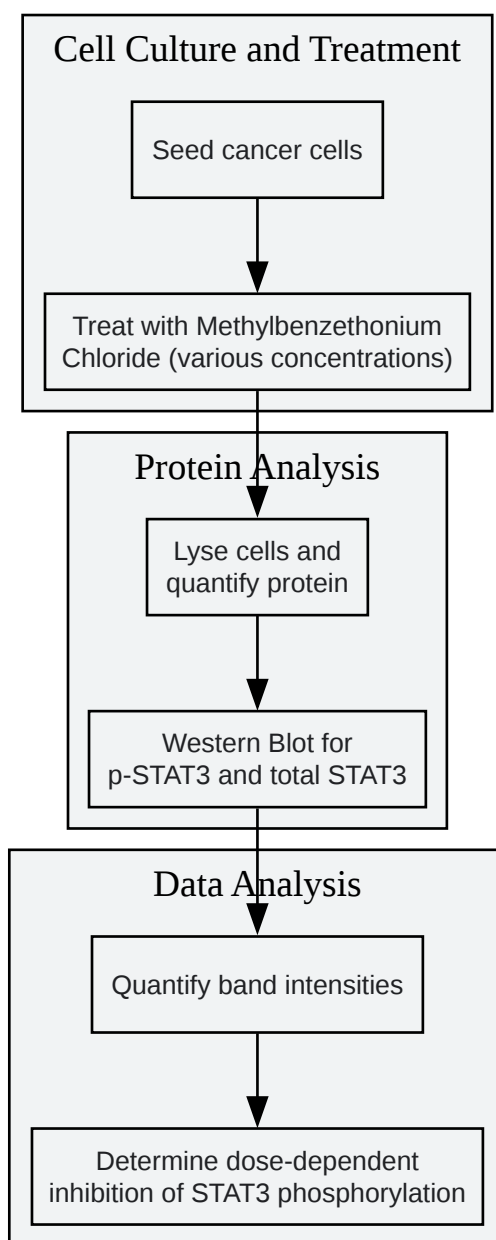 Cell Culture and Treatment
Seed cancer cells
Treat with Methylbenzethonium
Chloride (various concentrations)
Protein Analysis
Lyse cells and
quantify protein
Western Blot for
p-STAT3 and total STAT3
Data Analysis
Quantify band intensities
Determine dose-dependent
inhibition of STAT3 phosphorylation